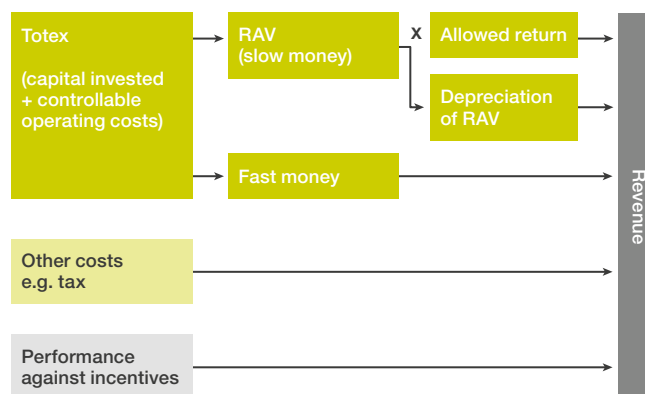 Totex
(capital invested
+ controllable
operating costs)
RAV
(slow money)
X
Allowed return
Depreciation
of RAV
Fast money
Other costs
e.g. tax
Performance
against incentives
Revenue